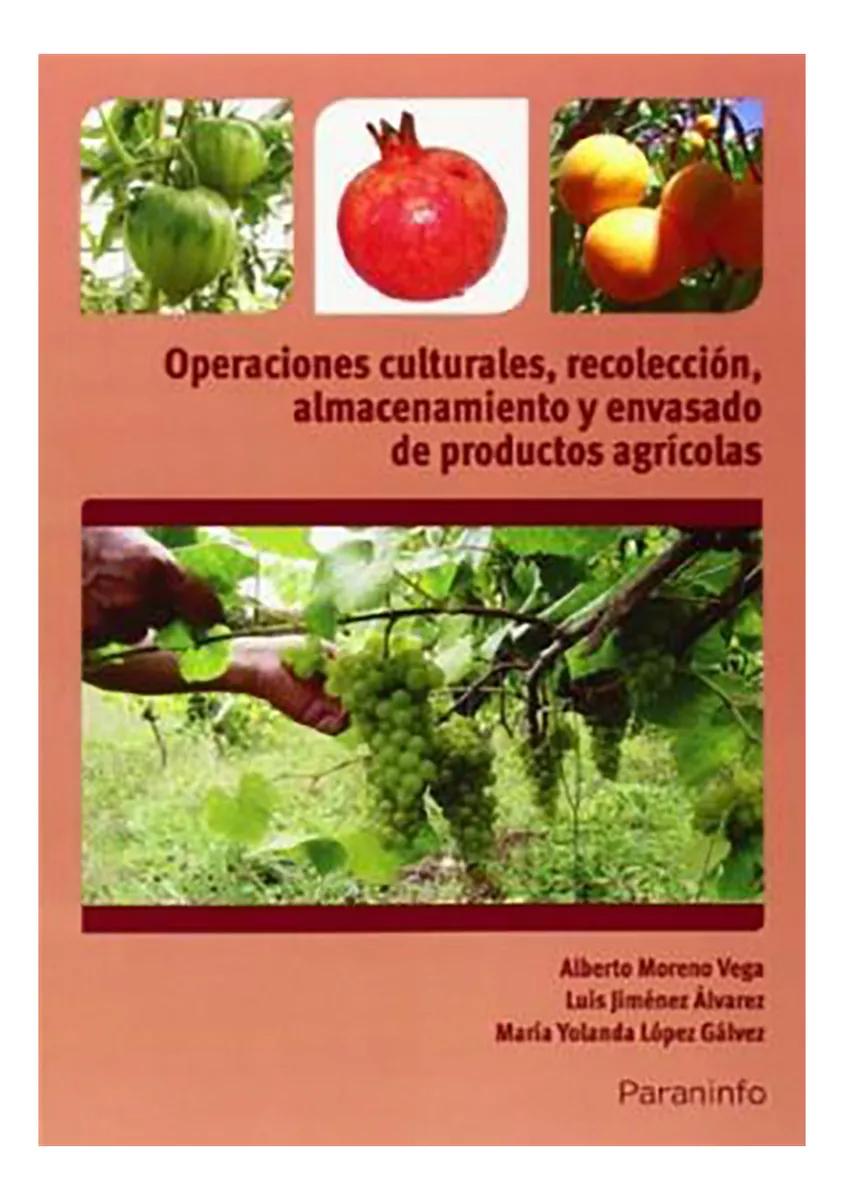 Operaciones culturales, recolección,
almacenamiento y envasado
de productos agrícolas
Alberto Moreno Vega
Luis Jiménez Álvarez
María Yolanda López Gálvez
Paraninfo